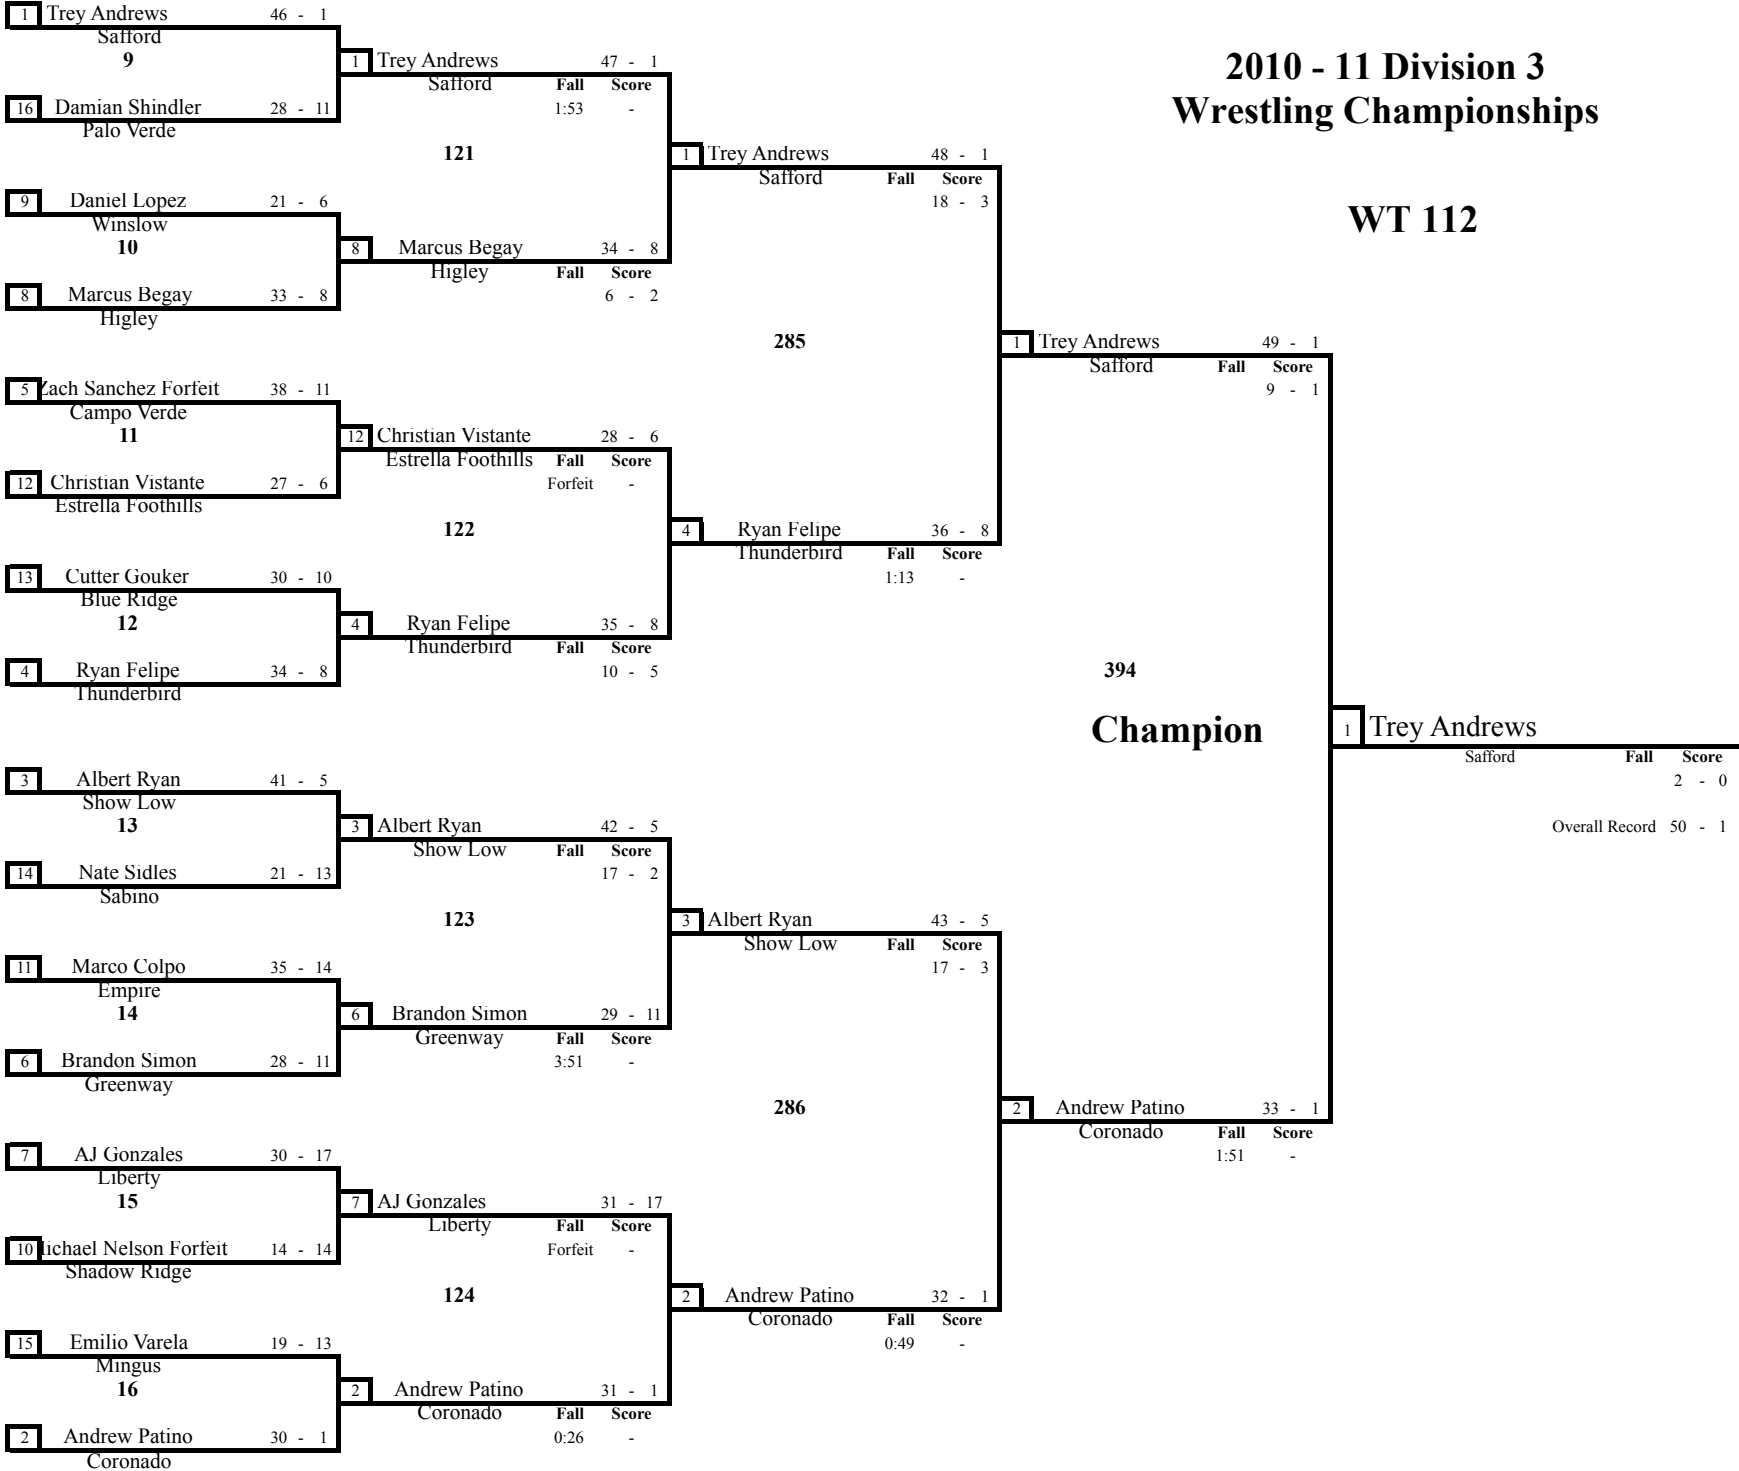 2010 - 11 Division 3
Wrestling Championships
WT 112
1 Trey Andrews 46 - 1
Safford
9
16 Damian Shindler 28 - 11
Palo Verde
9 Daniel Lopez 21 - 6
Winslow
10
8 Marcus Begay 33 - 8
Higley
5 Zach Sanchez Forfeit 38 - 11
Campo Verde
11
12 Christian Vistante 27 - 6
Estrella Foothills
13 Cutter Gouker 30 - 10
Blue Ridge
12
4 Ryan Felipe 34 - 8
Thunderbird
3 Albert Ryan 41 - 5
Show Low
13
14 Nate Sidles 21 - 13
Sabino
11 Marco Colpo 35 - 14
Empire
14
6 Brandon Simon 28 - 11
Greenway
7 AJ Gonzales 30 - 17
Liberty
15
10 ichael Nelson Forfeit 14 - 14
Shadow Ridge
15 Emilio Varela 19 - 13
Mingus
16
2 Andrew Patino 30 - 1
Coronado
1 Trey Andrews 47 - 1
Safford Fall Score
1:53 -
121
8 Marcus Begay 34 - 8
Higley Fall Score
6 - 2
12 Christian Vistante 28 - 6
Estrella Foothills Fall Score
Forfeit -
122
4 Ryan Felipe 35 - 8
Thunderbird Fall Score
10 - 5
3 Albert Ryan 42 - 5
Show Low Fall Score
17 - 2
123
6 Brandon Simon 29 - 11
Greenway Fall Score
3:51 -
7 AJ Gonzales 31 - 17
Liberty Fall Score
Forfeit -
124
2 Andrew Patino 31 - 1
Coronado Fall Score
0:26 -
1 Trey Andrews 48 - 1
Safford Fall Score
18 - 3
285
4 Ryan Felipe 36 - 8
Thunderbird Fall Score
1:13 -
3 Albert Ryan 43 - 5
Show Low Fall Score
17 - 3
286
2 Andrew Patino 32 - 1
Coronado Fall Score
0:49 -
1 Trey Andrews 49 - 1
Safford Fall Score
9 - 1
394
Champion
2 Andrew Patino 33 - 1
Coronado Fall Score
1:51 -
1 Trey Andrews
Safford Fall Score
2 - 0
Overall Record 50 - 1